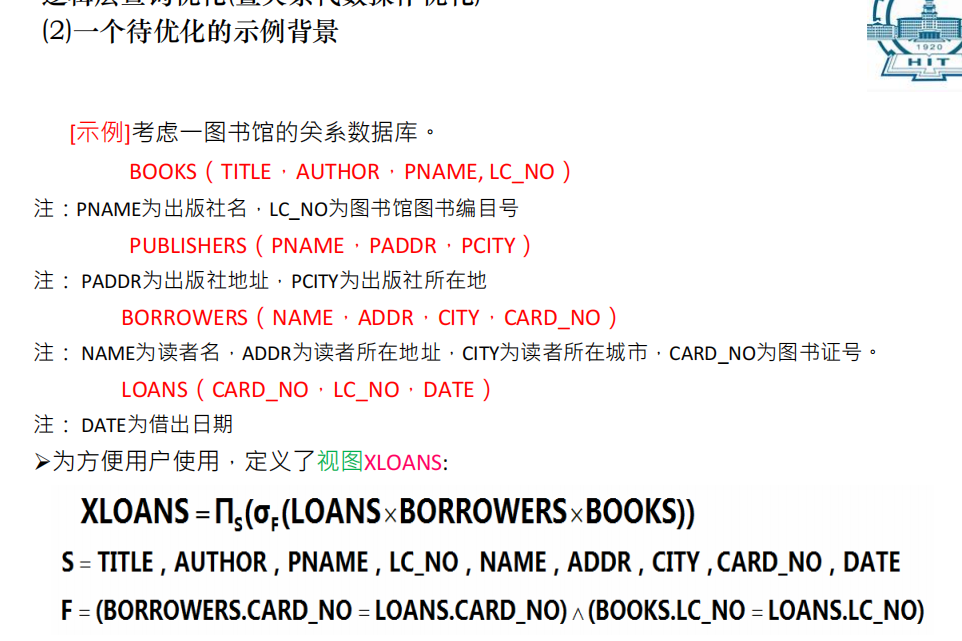 (2)一个待优化的示例背景
1920
HIT
[示例]考虑一图书馆的关系数据库。
BOOKS（TITLE，AUTHOR，PNAME, LC_NO）
注：PNAME为出版社名，LC_NO为图书馆图书编目号
PUBLISHERS（PNAME，PADDR，PCITY）
注： PADDR为出版社地址，PCITY为出版社所在地
BORROWERS（NAME，ADDR，CITY，CARD_NO）
注： NAME为读者名，ADDR为读者所在地址，CITY为读者所在城市，CARD_NO为图书证号。
LOANS（CARD_NO，LC_NO，DATE）
注： DATE为借出日期
➢为方便用户使用，定义了视图XLOANS:
XLOANS = Π_S(σ_F(LOANS×BORROWERS×BOOKS))
S = TITLE , AUTHOR , PNAME , LC_NO , NAME , ADDR , CITY ,CARD_NO , DATE
F = (BORROWERS.CARD_NO = LOANS.CARD_NO) ∧ (BOOKS.LC_NO = LOANS.LC_NO)